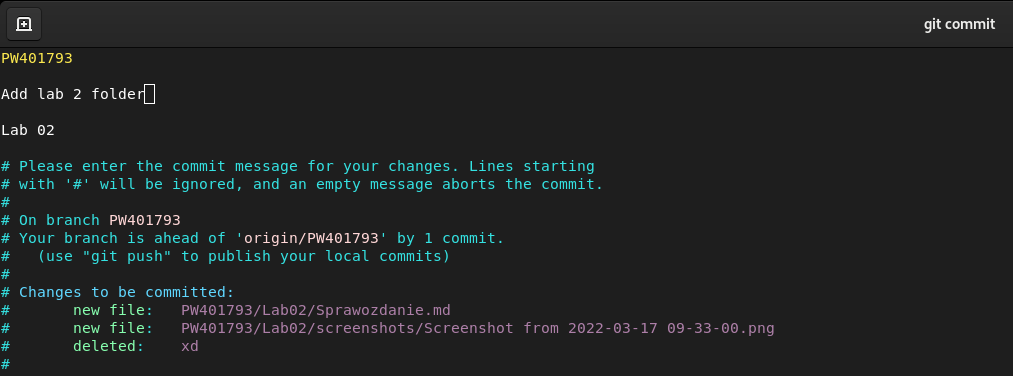 git commit
PW401793
Add lab 2 folder
Lab 02
# Please enter the commit message for your changes. Lines starting
# with '#' will be ignored, and an empty message aborts the commit.
#
# On branch PW401793
# Your branch is ahead of 'origin/PW401793' by 1 commit.
#   (use "git push" to publish your local commits)
#
# Changes to be committed:
#       new file:   PW401793/Lab02/Sprawozdanie.md
#       new file:   PW401793/Lab02/screenshots/Screenshot from 2022-03-17 09-33-00.png
#       deleted:    xd
#